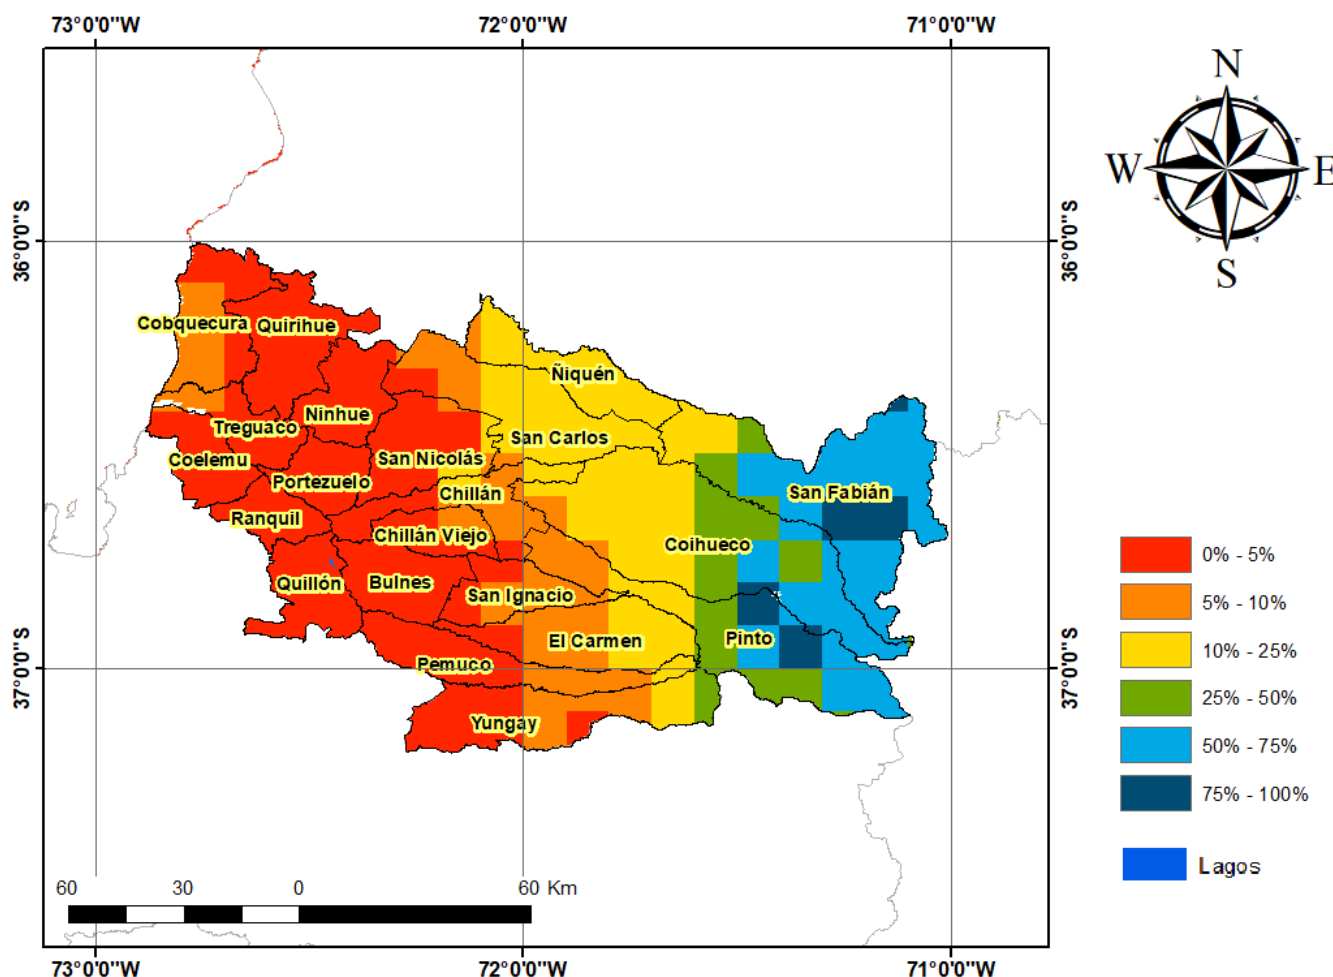 73°0'0"W 72°0'0"W 71°0'0"W
N
W E
S
36°0'0"S 36°0'0"S
Cobquecura
Quirihue
Ñiquén
Ninhue
Treguaco
San Carlos
Coelemu
San Nicolás
Portezuelo
Chillán
San Fabián
Ranquil
Chillán Viejo
Coihueco
Quillón
Bulnes
San Ignacio
El Carmen
Pinto
Pemuco
Yungay
37°0'0"S 37°0'0"S
0% - 5%
5% - 10%
10% - 25%
25% - 50%
50% - 75%
75% - 100%
Lagos
60 30 0 60 Km
73°0'0"W 72°0'0"W 71°0'0"W